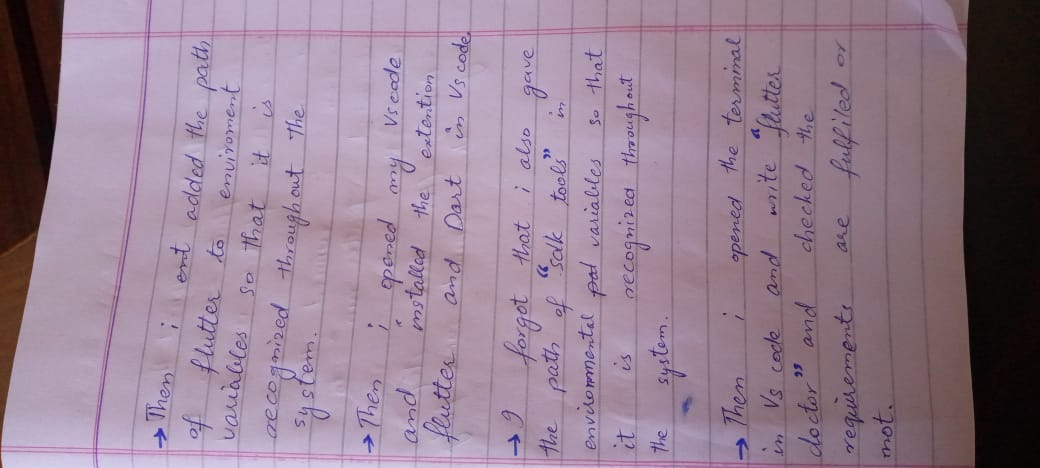 → Then i ent added the path
of flutter to enviroment
variables so that it is
recognized throughout the
system.
→ Then i opened my Vs code
and installed the extention
flutter and Dart in Vs code.
→ I forgot that i also gave
the path of "sdk tools" in
enviornmental pad variables so that
it is recognized throughout
the system.
→ Then i opened the terminal
in Vs code and write "flutter
doctor" and checked the
requirements are fulfiled or
not.